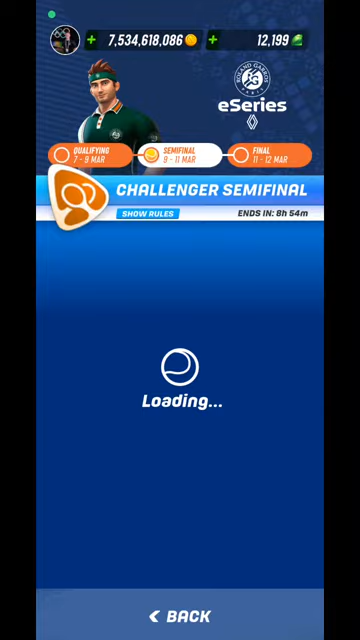 7,534,618,086
12,199
ROLAND GARROS
eSeries
QUALIFYING
7 - 9 MAR
SEMIFINAL
9 - 11 MAR
FINAL
11 - 12 MAR
CHALLENGER SEMIFINAL
SHOW RULES
ENDS IN: 8h 54m
Loading...
BACK